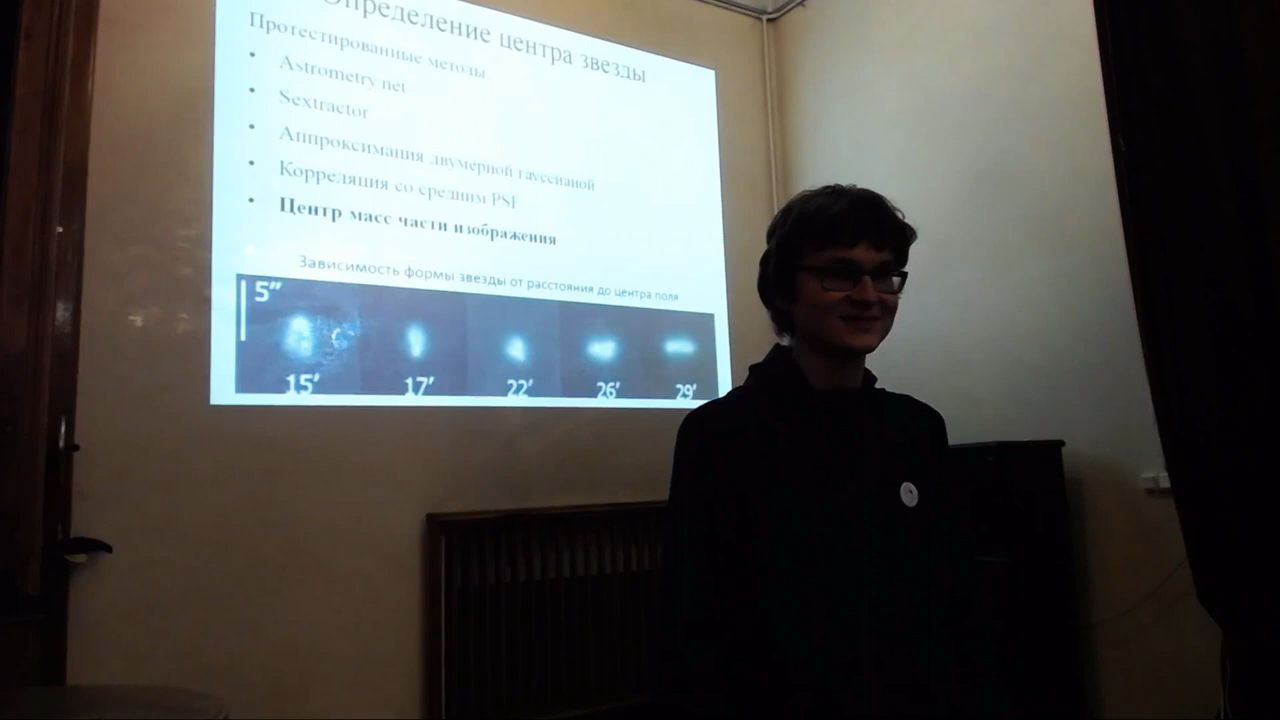 Определение центра звезды
Протестированные методы
• Astrometry net
• Sextractor
• Аппроксимация двумерной гауссианой
• Корреляция со средним PSF
• Центр масс части изображения
Зависимость формы звезды от расстояния до центра поля
5”
15’ 17’ 22’ 26’ 29’